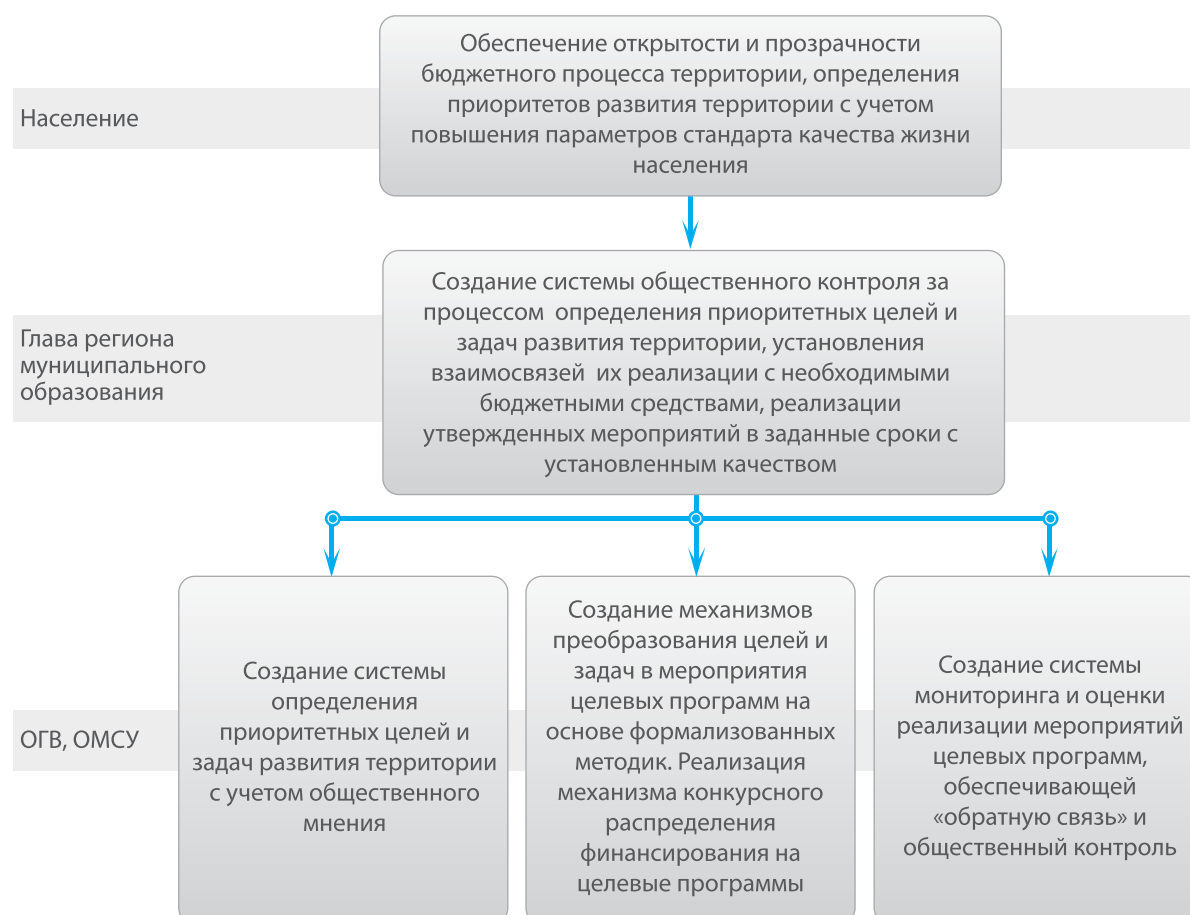 Обеспечение открытости и прозрачности
бюджетного процесса территории, определения
приоритетов развития территории с учетом
повышения параметров стандарта качества жизни
населения
Население
Создание системы общественного контроля за
процессом определения приоритетных целей и
задач развития территории, установления
взаимосвязей их реализации с необходимыми
бюджетными средствами, реализации
утвержденных мероприятий в заданные сроки с
установленным качеством
Глава региона
муниципального
образования
ОГВ, ОМСУ
Создание системы
определения
приоритетных целей и
задач развития территории
с учетом общественного
мнения
Создание механизмов
преобразования целей и
задач в мероприятия
целевых программ на
основе формализованных
методик. Реализация
механизма конкурсного
распределения
финансирования на
целевые программы
Создание системы
мониторинга и оценки
реализации мероприятий
целевых программ,
обеспечивающей
«обратную связь» и
общественный контроль